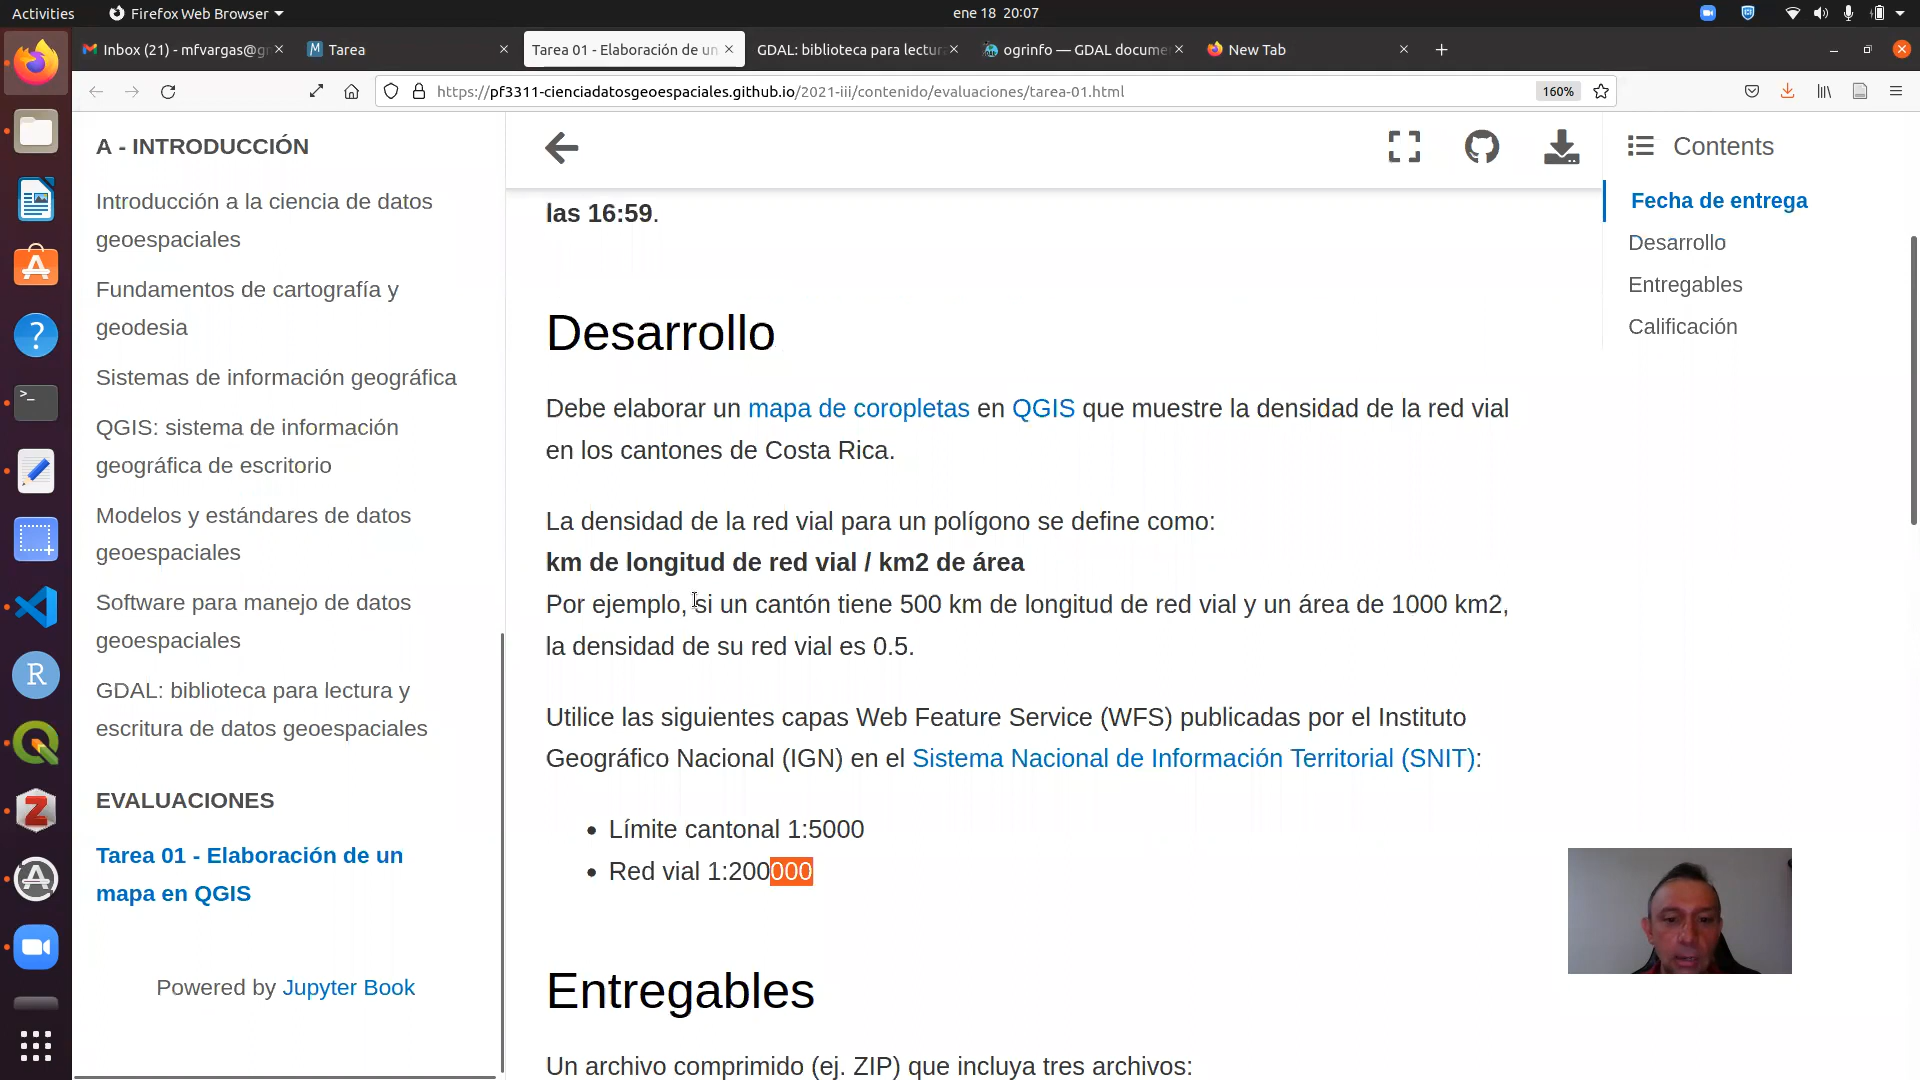 Activities
Firefox Web Browser
ene 18 20:07
Inbox (21) - mfvargas@gr
Tarea
Tarea 01 - Elaboración de un
GDAL: biblioteca para lectur
ogrinfo — GDAL docume
New Tab
https://pf3311-cienciadatosgeoespaciales.github.io/2021-iii/contenido/evaluaciones/tarea-01.html
160%
A - INTRODUCCIÓN
Introducción a la ciencia de datos
geoespaciales
Fundamentos de cartografía y
geodesia
Sistemas de información geográfica
QGIS: sistema de información
geográfica de escritorio
Modelos y estándares de datos
geoespaciales
Software para manejo de datos
geoespaciales
GDAL: biblioteca para lectura y
escritura de datos geoespaciales
EVALUACIONES
Tarea 01 - Elaboración de un
mapa en QGIS
Powered by Jupyter Book
las 16:59.
Desarrollo
Debe elaborar un mapa de coropletas en QGIS que muestre la densidad de la red vial
en los cantones de Costa Rica.
La densidad de la red vial para un polígono se define como:
km de longitud de red vial / km2 de área
Por ejemplo, si un cantón tiene 500 km de longitud de red vial y un área de 1000 km2,
la densidad de su red vial es 0.5.
Utilice las siguientes capas Web Feature Service (WFS) publicadas por el Instituto
Geográfico Nacional (IGN) en el Sistema Nacional de Información Territorial (SNIT):
• Límite cantonal 1:5000
• Red vial 1:200000
Entregables
Un archivo comprimido (ej. ZIP) que incluya tres archivos:
Contents
Fecha de entrega
Desarrollo
Entregables
Calificación